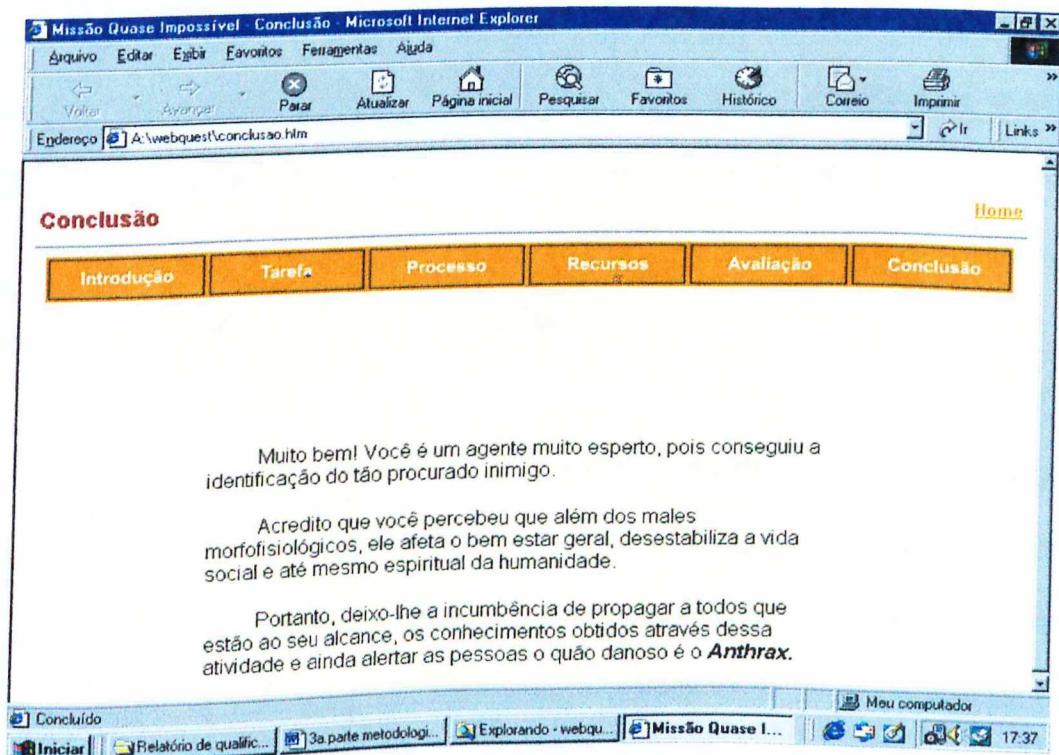 Missão Quase Impossível - Conclusão - Microsoft Internet Explorer
Arquivo Editar Exibir Favoritos Ferramentas Ajuda
Voltar Avançar Parar Atualizar Página inicial Pesquisar Favoritos Histórico Correio Imprimir »
Endereço A:\webquest\conclusao.htm Ir Links »
Conclusão Home
Introdução Tarefa Processo Recursos Avaliação Conclusão
Muito bem! Você é um agente muito esperto, pois conseguiu a
identificação do tão procurado inimigo.
Acredito que você percebeu que além dos males
morfofisiológicos, ele afeta o bem estar geral, desestabiliza a vida
social e até mesmo espiritual da humanidade.
Portanto, deixo-lhe a incumbência de propagar a todos que
estão ao seu alcance, os conhecimentos obtidos através dessa
atividade e ainda alertar as pessoas o quão danoso é o Anthrax.
Concluído Meu computador
Iniciar Relatório de qualific... 3a.parte metodologi... Explorando - webqu... Missão Quase I... 17:37